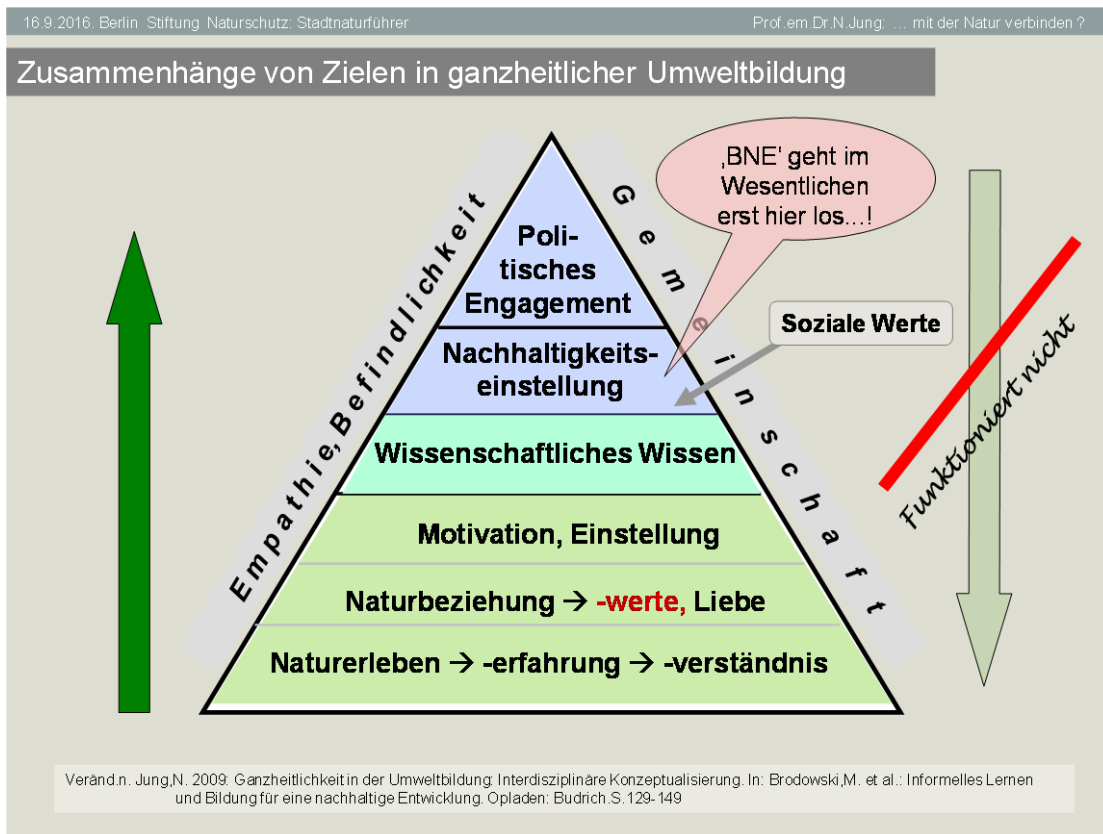 16.9.2016. Berlin Stiftung Naturschutz: Stadtnaturführer
Prof.em.Dr.N.Jung: ... mit der Natur verbinden ?
Zusammenhänge von Zielen in ganzheitlicher Umweltbildung
‚BNE' geht im
Wesentlichen
erst hier los...!
Empathie, Befindlichkeit
Gemeinschaft
Poli-
tisches
Engagement
Soziale Werte
Nachhaltigkeits-
einstellung
Funktioniert nicht
Wissenschaftliches Wissen
Motivation, Einstellung
Naturbeziehung → -werte, Liebe
Naturerleben → -erfahrung → -verständnis
Veränd.n. Jung,N. 2009: Ganzheitlichkeit in der Umweltbildung: Interdisziplinäre Konzeptualisierung. In: Brodowski,M. et al.: Informelles Lernen
und Bildung für eine nachhaltige Entwicklung. Opladen: Budrich.S.129-149